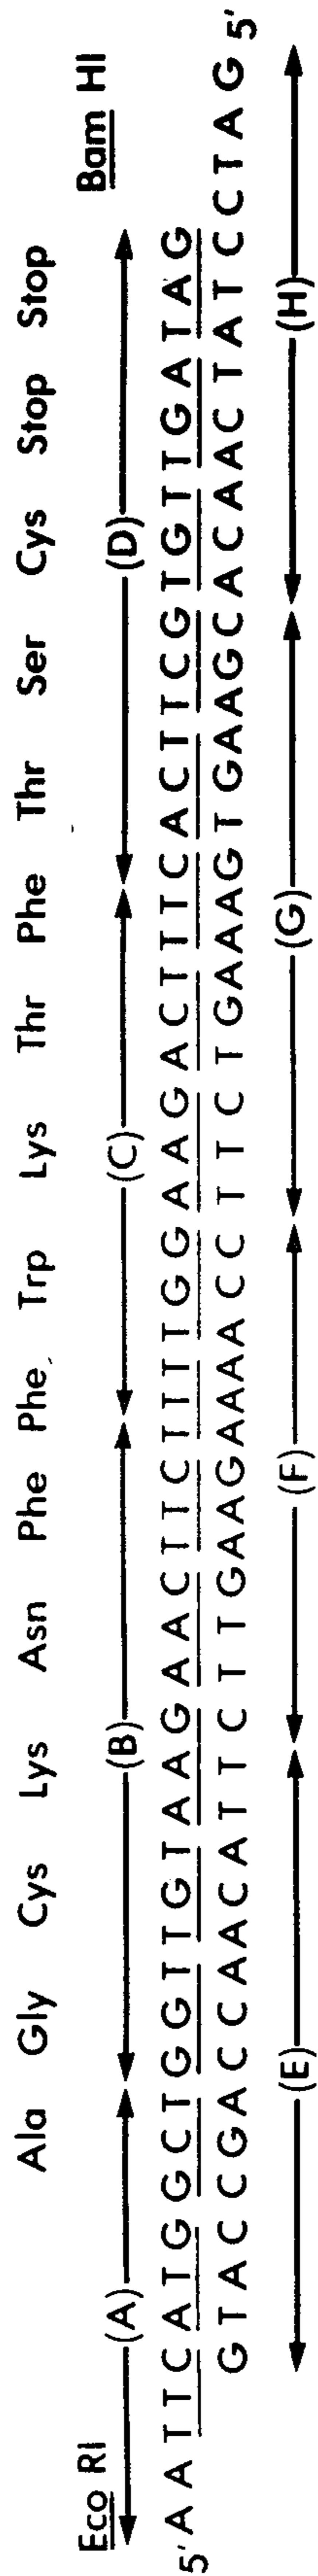 Ala Gly Cys Lys Asn Phe Phe Trp Lys Thr Phe Thr Ser Cys Stop Stop
Eco RI Bam HI
(A) (B) (C) (D)
5' A A T T C A T G G C T G G T T G T A A G A A C T T C T T T T G G A A G A C T T T C A C T T C G T G T T G A T A G
G T A C C G A C C A A C A T T C T T G A A G A A A A C C T T C T G A A A G T G A A G C A C A A C T A T C C T A G 5'
(E) (F) (G) (H)